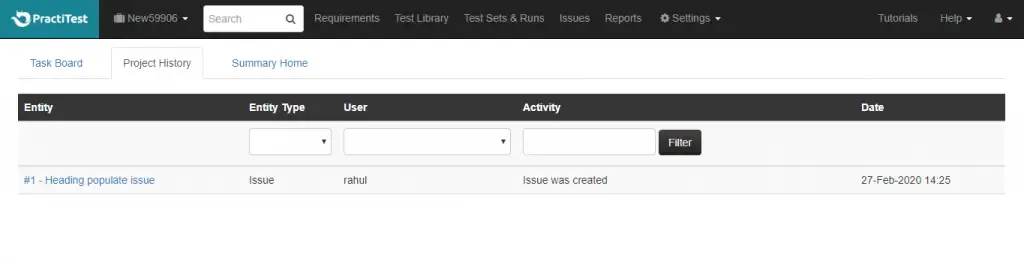 PractiTest New59906 Search Requirements Test Library Test Sets & Runs Issues Reports Settings Tutorials Help
Task Board Project History Summary Home
Entity Entity Type User Activity Date
Filter
#1 - Heading populate issue Issue rahul Issue was created 27-Feb-2020 14:25